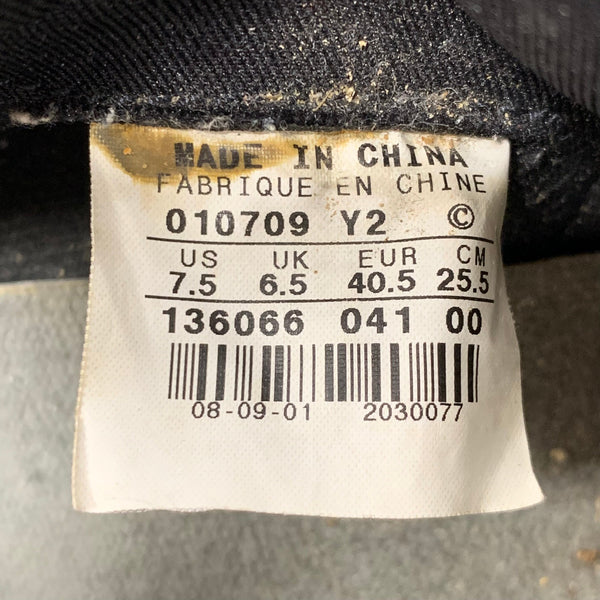 MADE IN CHINA
FABRIQUE EN CHINE
010709 Y2 ©
US UK EUR CM
7.5 6.5 40.5 25.5
136066 041 00
08-09-01 2030077